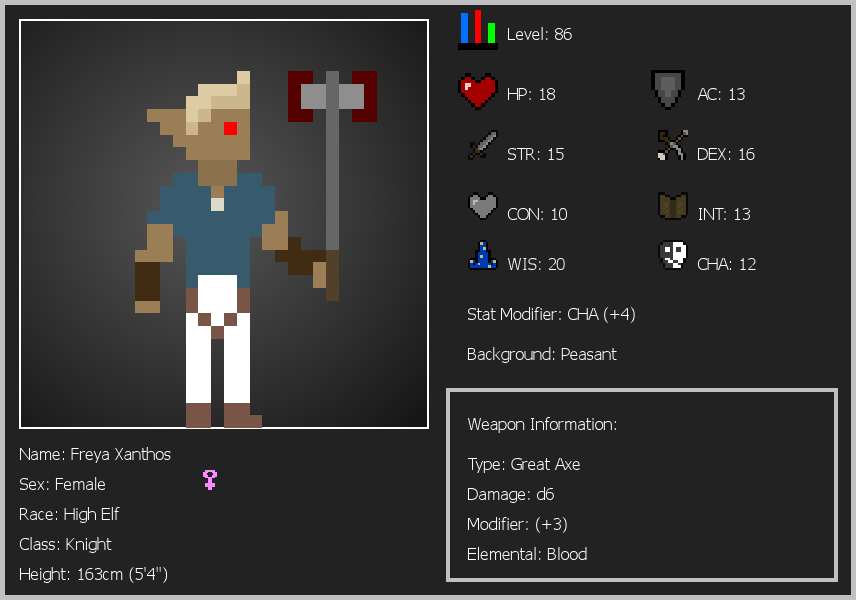 Level: 86
HP: 18
AC: 13
STR: 15
DEX: 16
CON: 10
INT: 13
WIS: 20
CHA: 12
Stat Modifier: CHA (+4)
Background: Peasant
Weapon Information:
Type: Great Axe
Damage: d6
Modifier: (+3)
Elemental: Blood
Name: Freya Xanthos
Sex: Female
Race: High Elf
Class: Knight
Height: 163cm (5'4")